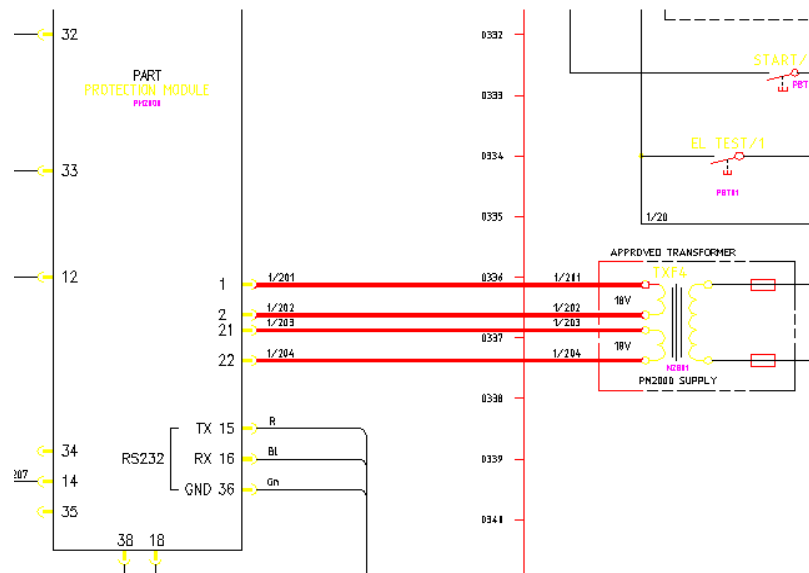 32
PART
PROTECTION MODULE
PM2000
33
12
1
2
21
22
TX 15
RS232
RX 16
GND 36
34
14
207
35
38
18
R
Bl
Gn
1/201
1/202
1/203
1/204
0332
0333
0334
0335
0336
0337
0338
0339
0341
1/201
1/202
1/203
1/204
START/
PBT
EL TEST/1
PBT01
1/20
APPROVED TRANSFORMER
TXF4
18V
18V
PN2000 SUPPLY